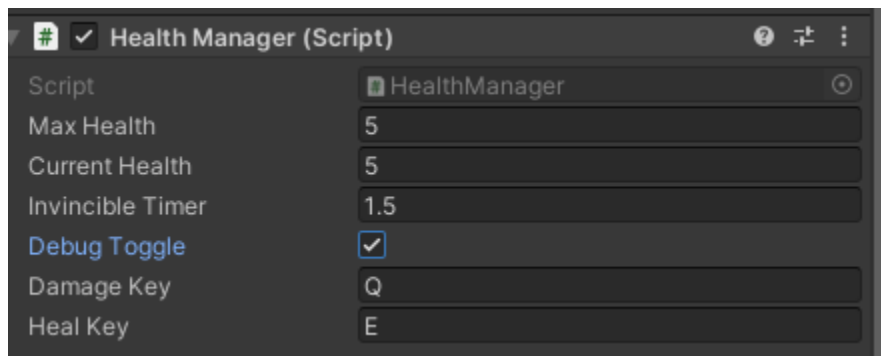 # Health Manager (Script)
Script # HealthManager
Max Health 5
Current Health 5
Invincible Timer 1.5
Debug Toggle
Damage Key Q
Heal Key E